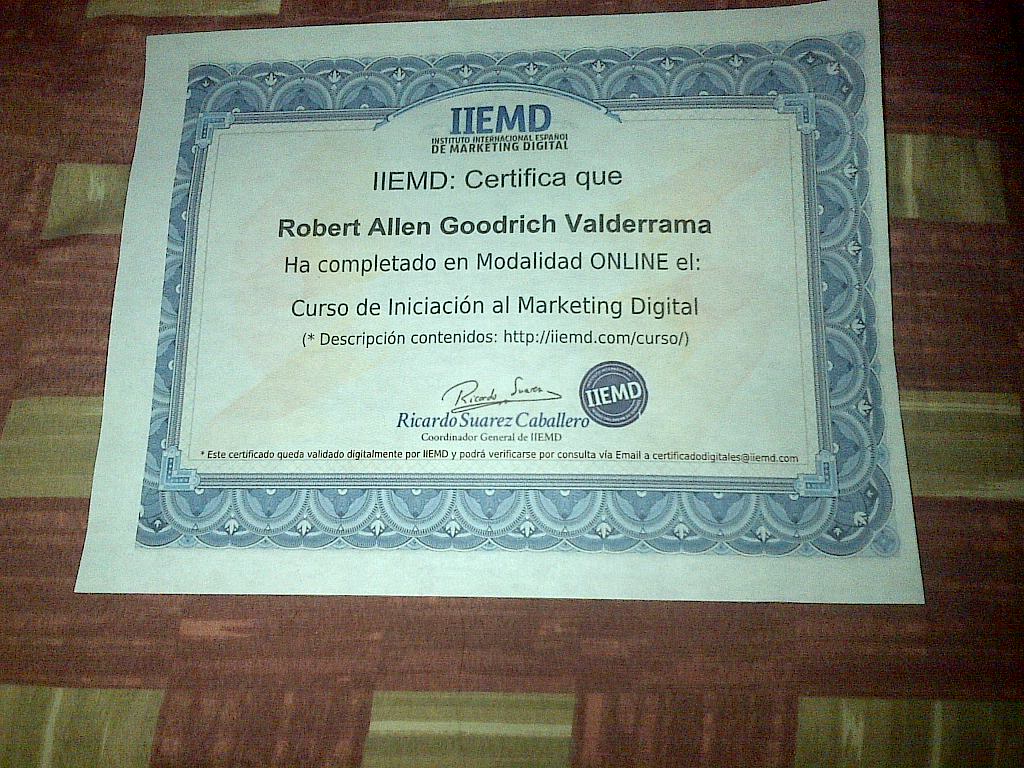 IIEMD
INSTITUTO INTERNACIONAL ESPAÑOL
DE MARKETING DIGITAL
IIEMD: Certifica que
Robert Allen Goodrich Valderrama
Ha completado en Modalidad ONLINE el:
Curso de Iniciación al Marketing Digital
(* Descripción contenidos: http://iiemd.com/curso/)
Ricardo Suarez
IIEMD
Ricardo Suarez Caballero
Coordinador General de IIEMD
* Este certificado queda validado digitalmente por IIEMD y podrá verificarse por consulta vía Email a certificadodigitales@iiemd.com